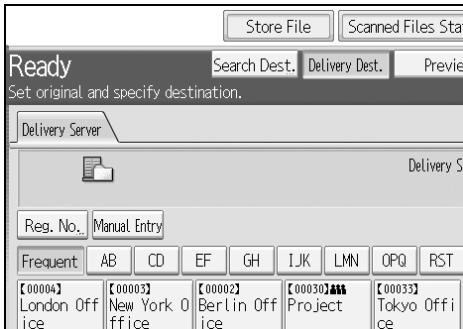 Store File Scanned Files Sta
Ready Search Dest. Delivery Dest. Previe
Set original and specify destination.
Delivery Server
Delivery S
Reg. No. Manual Entry
Frequent AB CD EF GH IJK LMN OPQ RST
[00004] [00003] [00002] [00030] [00033]
London Off New York O Berlin Off Project Tokyo Offi
ice ffice ice ce